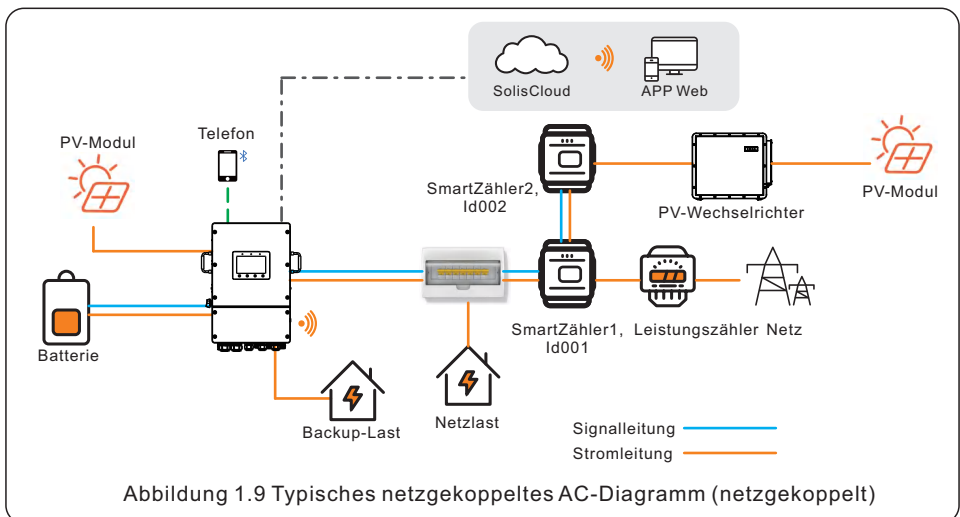 SolisCloud
APP Web
Telefon
PV-Modul
SmartZähler2,
Id002
PV-Wechselrichter
PV-Modul
Batterie
SmartZähler1,
Id001
Leistungszähler
Netz
Backup-Last
Netzlast
Signalleitung
Stromleitung
Abbildung 1.9 Typisches netzgekoppeltes AC-Diagramm (netzgekoppelt)